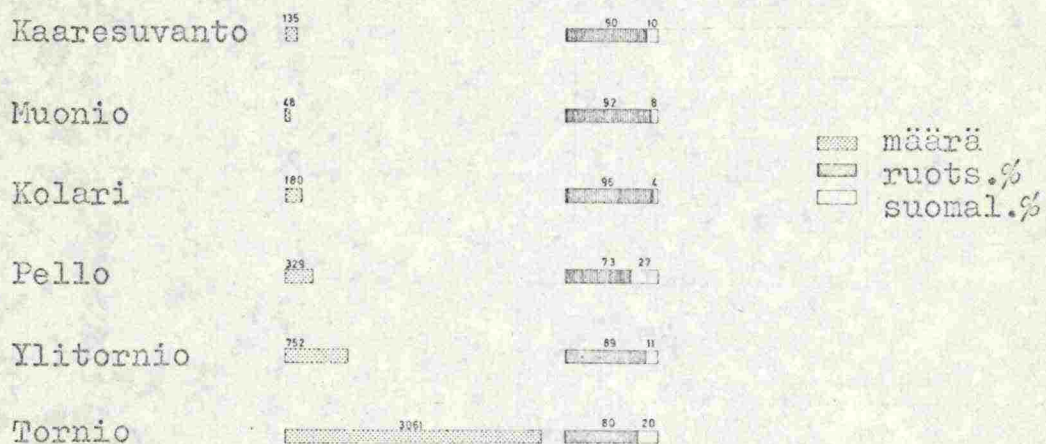 Kaaresuvanto 135 90 10
Muonio 48 92 8
määrä
ruots.%
Kolari 180 96 4
suomal.%
Pello 329 73 27
Ylitornio 752 89 11
Tornio 3061 80 20